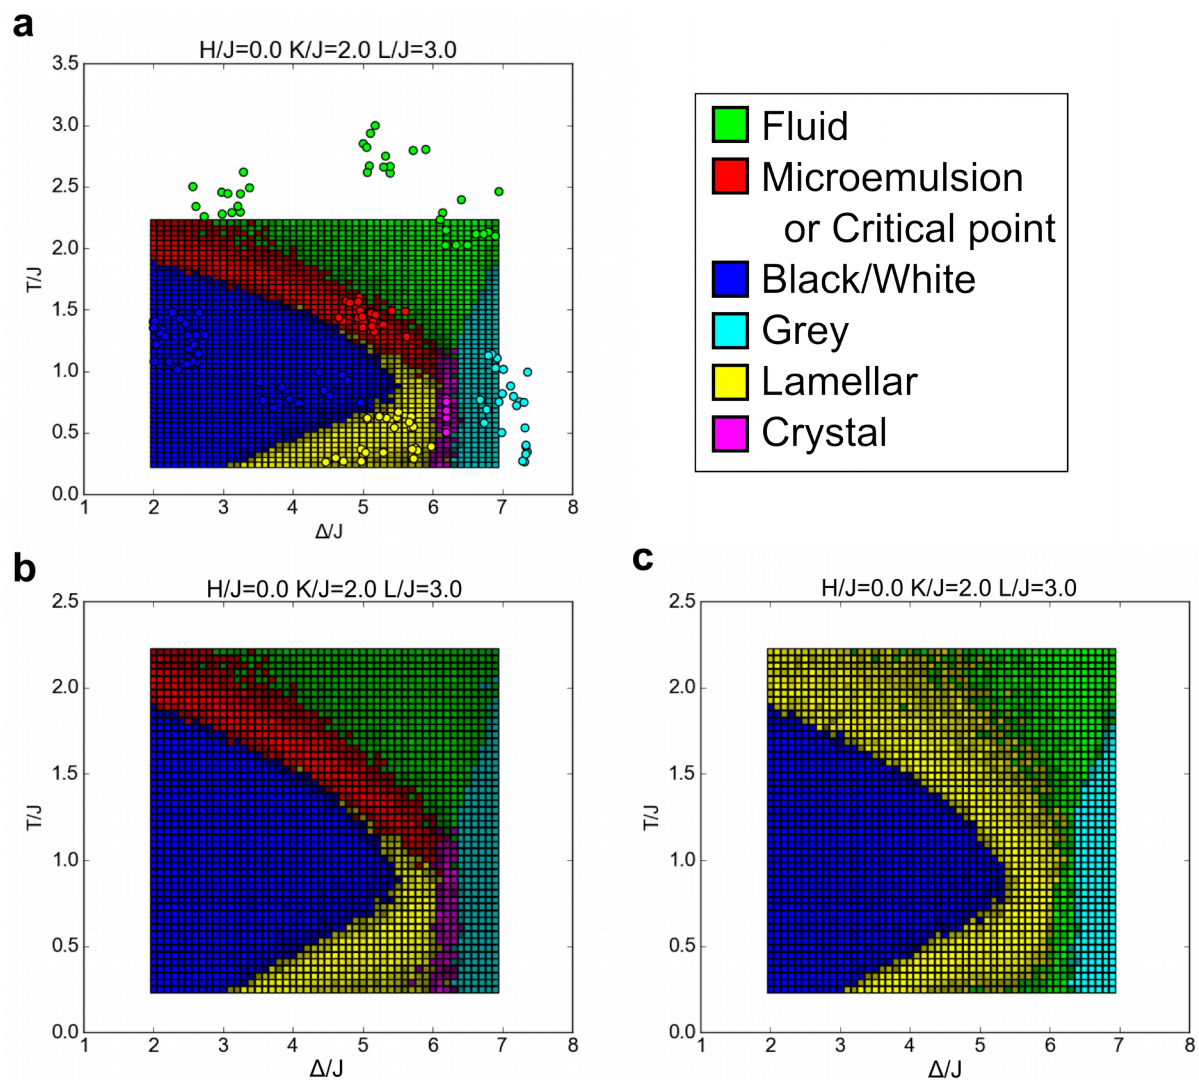 a
H/J=0.0 K/J=2.0 L/J=3.0
3.5
3.0
2.5
2.0
1.5
1.0
0.5
0.0
T/J
1 2 3 4 5 6 7 8
Δ/J
Fluid
Microemulsion
or Critical point
Black/White
Grey
Lamellar
Crystal
b
H/J=0.0 K/J=2.0 L/J=3.0
2.5
2.0
1.5
1.0
0.5
0.0
T/J
1 2 3 4 5 6 7 8
Δ/J
c
H/J=0.0 K/J=2.0 L/J=3.0
2.5
2.0
1.5
1.0
0.5
0.0
T/J
1 2 3 4 5 6 7 8
Δ/J